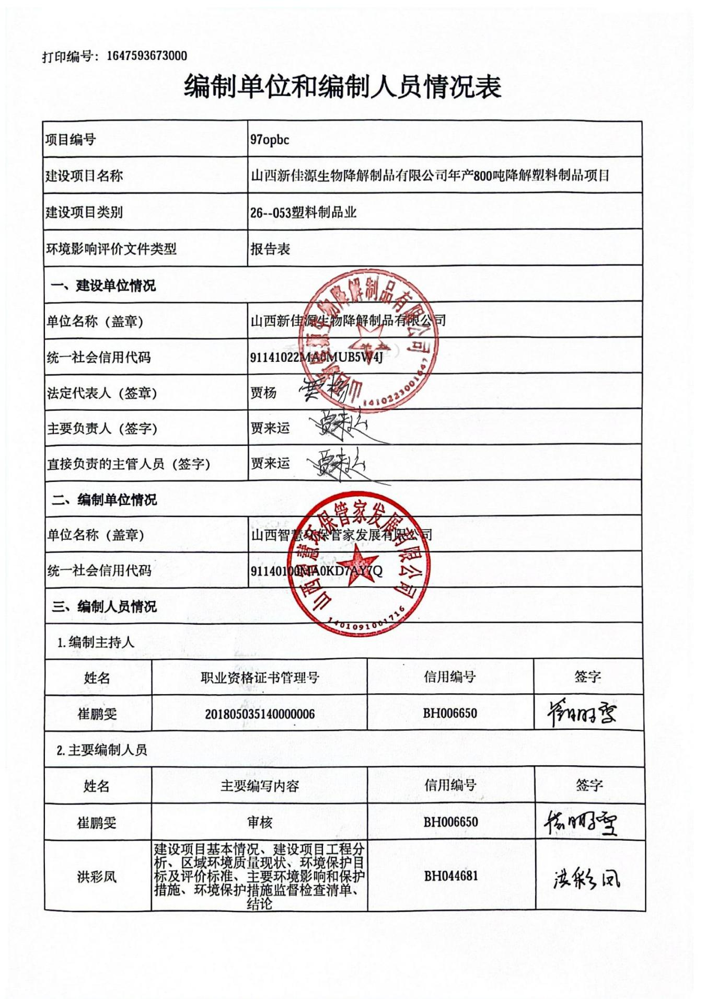 打印编号：1647593673000
编制单位和编制人员情况表
项目编号 97opbc
建设项目名称 山西新佳源生物降解制品有限公司年产800吨降解塑料制品项目
建设项目类别 26--053塑料制品业
环境影响评价文件类型 报告表
一、建设单位情况
单位名称（盖章） 山西新佳源生物降解制品有限公司
统一社会信用代码 91141022MA0MUB5W4J
法定代表人（签章） 贾杨 贾杨
主要负责人（签字） 贾来运 贾来运
直接负责的主管人员（签字） 贾来运 贾来运
山西新佳源生物降解制品有限公司
1410223001647
二、编制单位情况
单位名称（盖章） 山西智慧环保管家发展有限公司
统一社会信用代码 91140100MA0KD7AY7Q
山西智慧环保管家发展有限公司
1401091001716
三、编制人员情况
1.编制主持人
姓名 职业资格证书管理号 信用编号 签字
崔鹏雯 201805035140000006 BH006650 崔鹏雯
2.主要编制人员
姓名 主要编写内容 信用编号 签字
崔鹏雯 审核 BH006650 崔鹏雯
建设项目基本情况、建设项目工程分
析、区域环境质量现状、环境保护目
洪彩凤 标及评价标准、主要环境影响和保护 BH044681 洪彩凤
措施、环境保护措施监督检查清单、
结论